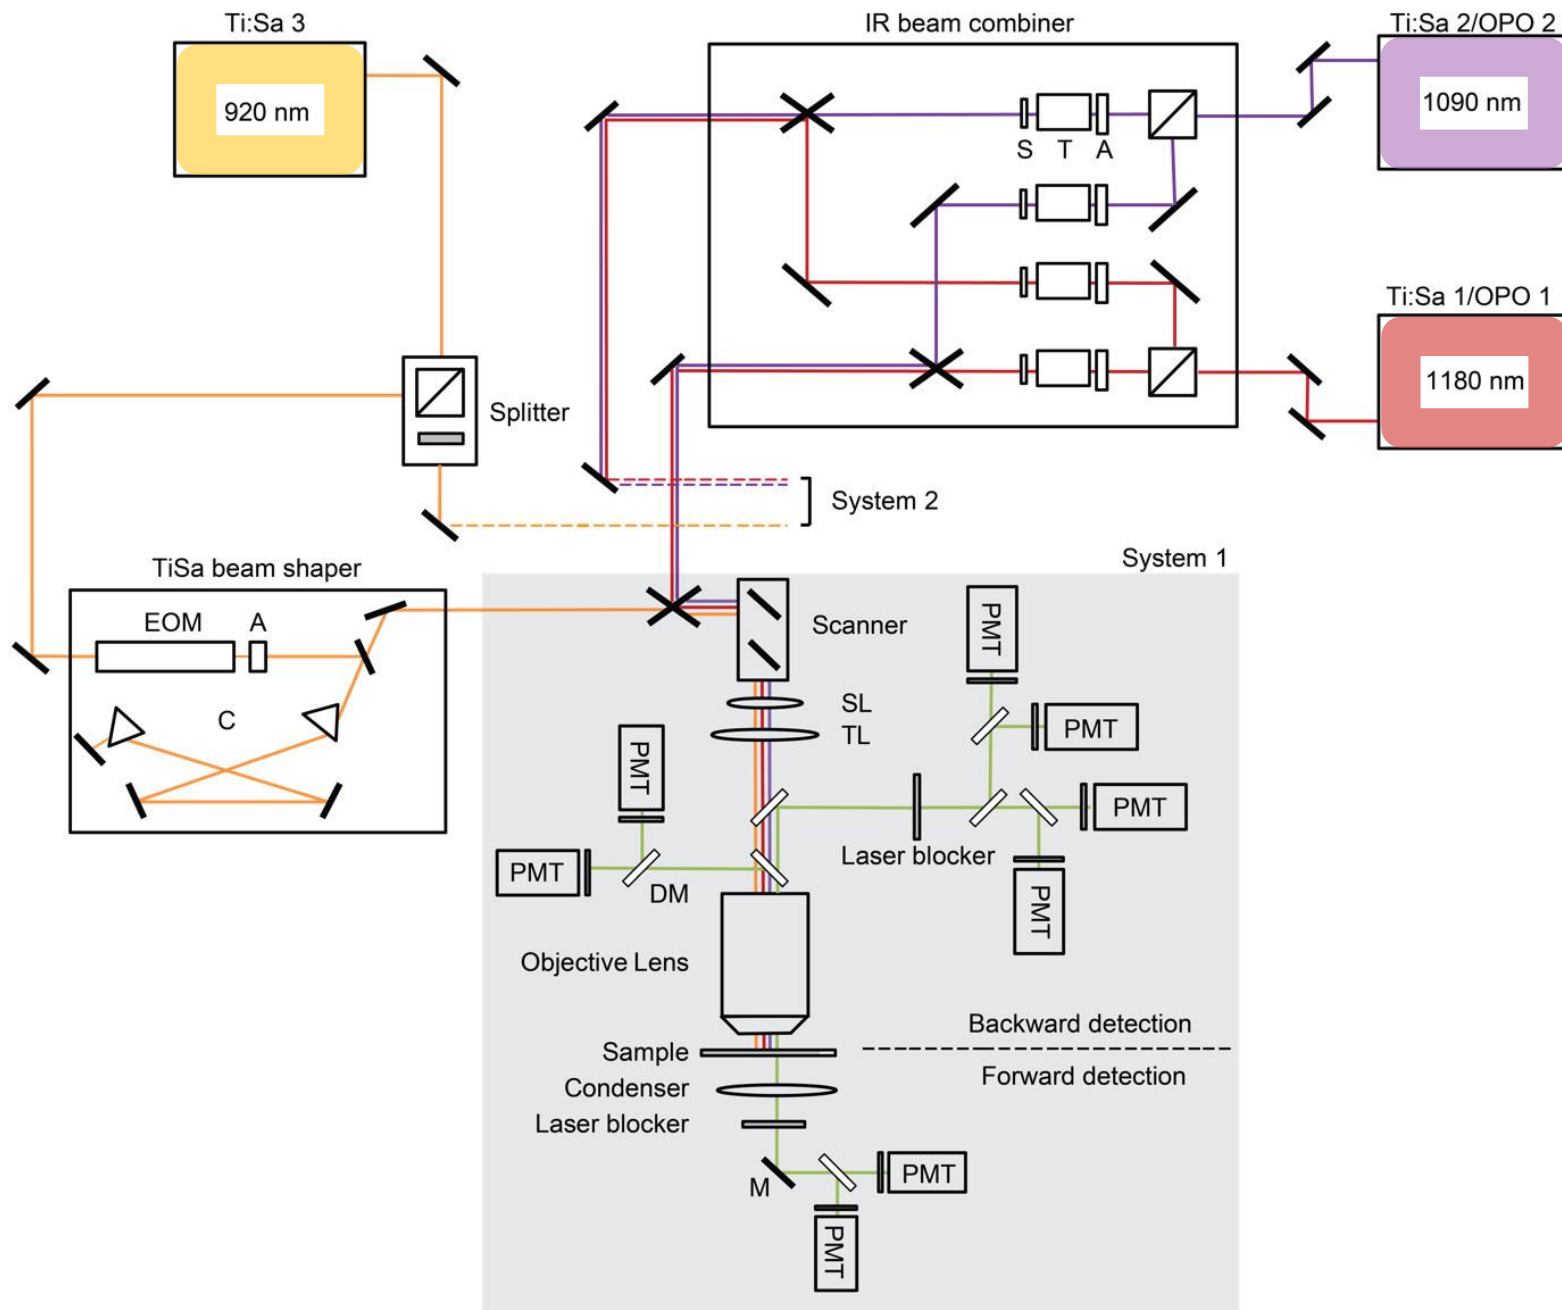 Ti:Sa 3
IR beam combiner
Ti:Sa 2/OPO 2
920 nm
1090 nm
S T A
Ti:Sa 1/OPO 1
1180 nm
Splitter
System 2
TiSa beam shaper
System 1
EOM A
C
Scanner
PMT
SL
TL
PMT
PMT
PMT
Laser blocker
PMT
DM
PMT
Objective Lens
Backward detection
Sample
Forward detection
Condenser
Laser blocker
M
PMT
PMT